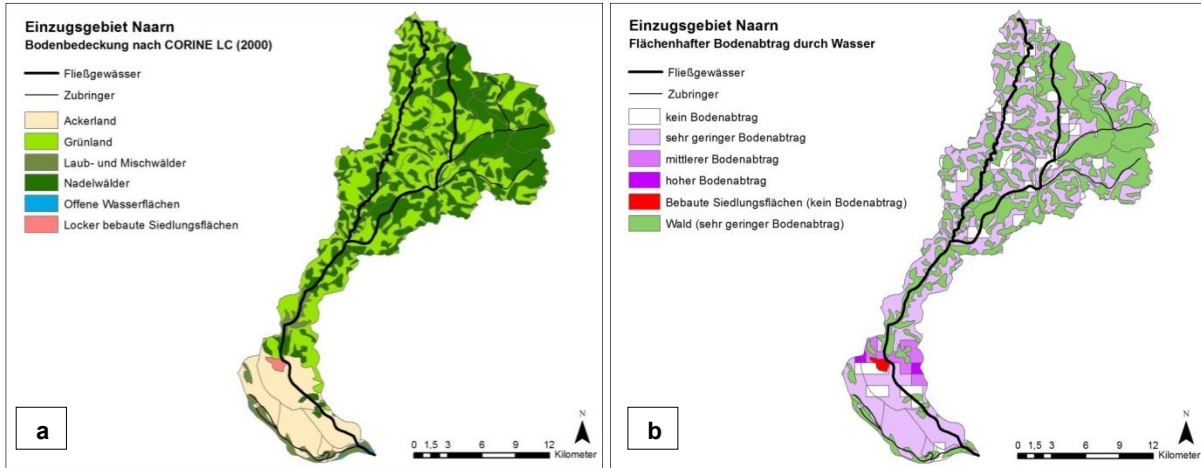 Einzugsgebiet Naarn
Bodenbedeckung nach CORINE LC (2000)
Fließgewässer
Zubringer
Ackerland
Grünland
Laub- und Mischwälder
Nadelwälder
Offene Wasserflächen
Locker bebaute Siedlungsflächen
a
N
0 1,5 3 6 9 12
Kilometer
Einzugsgebiet Naarn
Flächenhafter Bodenabtrag durch Wasser
Fließgewässer
Zubringer
kein Bodenabtrag
sehr geringer Bodenabtrag
mittlerer Bodenabtrag
hoher Bodenabtrag
Bebaute Siedlungsflächen (kein Bodenabtrag)
Wald (sehr geringer Bodenabtrag)
b
N
0 1,5 3 6 9 12
Kilometer